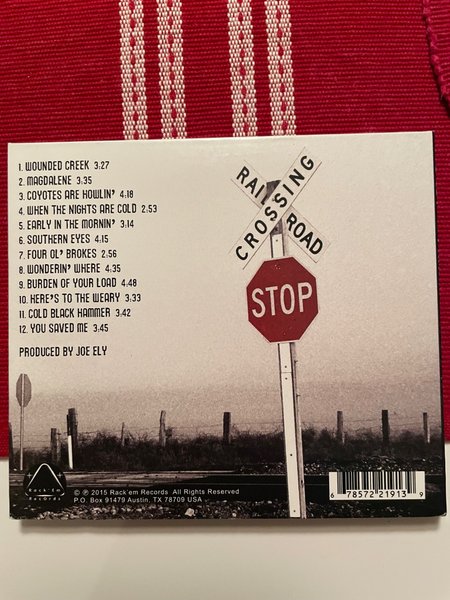 1. WOUNDED CREEK 3:27
2. MAGDALENE 3:35
3. COYOTES ARE HOWLIN' 4:18
4. WHEN THE NIGHTS ARE COLD 2:53
5. EARLY IN THE MORNIN' 3:14
6. SOUTHERN EYES 4:15
7. FOUR OL' BROKES 2:56
8. WONDERIN' WHERE 4:35
9. BURDEN OF YOUR LOAD 4:48
10. HERE'S TO THE WEARY 3:33
11. COLD BLACK HAMMER 3:42
12. YOU SAVED ME 3:45
PRODUCED BY JOE ELY
RAIL ROAD
CROSSING
STOP
Rack 'Em
Records
© ℗ 2015 Rack'em Records All Rights Reserved
P.O. Box 91479 Austin, TX 78709 USA
6 78572 21913 9